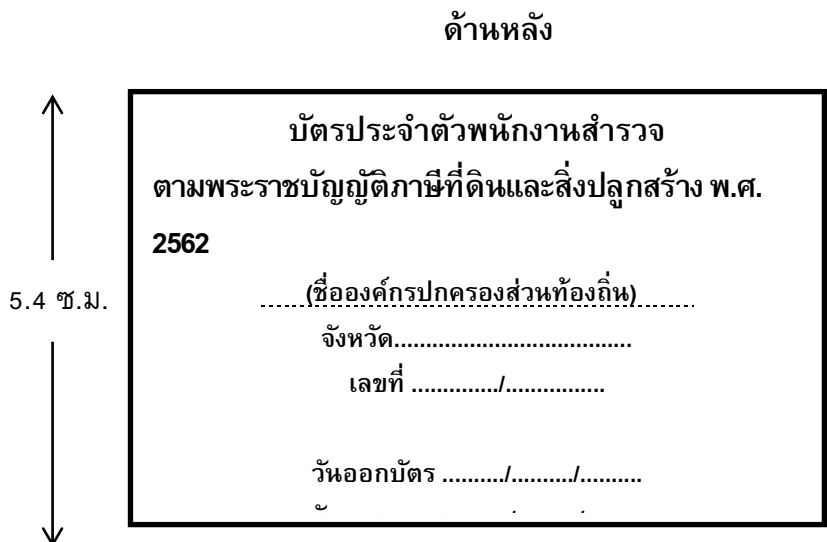 ด้านหลัง
บัตรประจำตัวพนักงานสำรวจ
ตามพระราชบัญญัติภาษีที่ดินและสิ่งปลูกสร้าง พ.ศ.
2562
5.4 ซ.ม.
(ชื่อองค์กรปกครองส่วนท้องถิ่น)
จังหวัด.....................................
เลขที่ ............../................
วันออกบัตร ........../........../..........